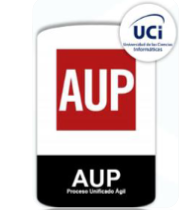 UCi
Universidad de las Ciencias
Informáticas
AUP
AUP
Proceso Unificado Ágil